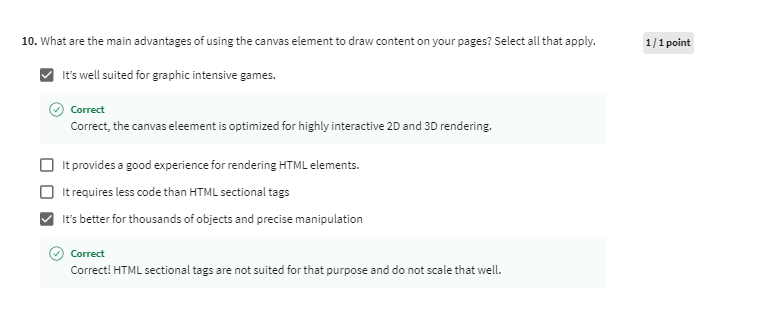 10. What are the main advantages of using the canvas element to draw content on your pages? Select all that apply.
1 / 1 point
It's well suited for graphic intensive games.
Correct
Correct, the canvas eleement is optimized for highly interactive 2D and 3D rendering.
It provides a good experience for rendering HTML elements.
It requires less code than HTML sectional tags
It's better for thousands of objects and precise manipulation
Correct
Correct! HTML sectional tags are not suited for that purpose and do not scale that well.